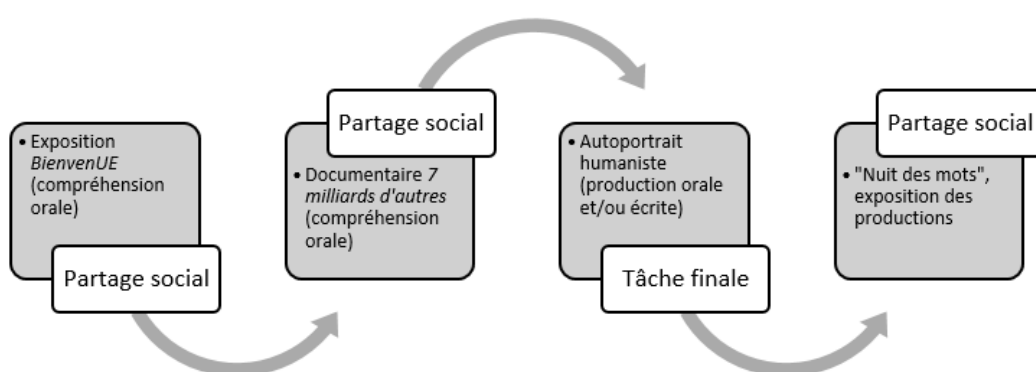 • Exposition
BienvenUE
(compréhension
orale)
Partage social
Partage social
• Documentaire 7
milliards d'autres
(compréhension
orale)
• Autoportrait
humaniste
(production orale
et/ou écrite)
Tâche finale
Partage social
• "Nuit des mots",
exposition des
productions